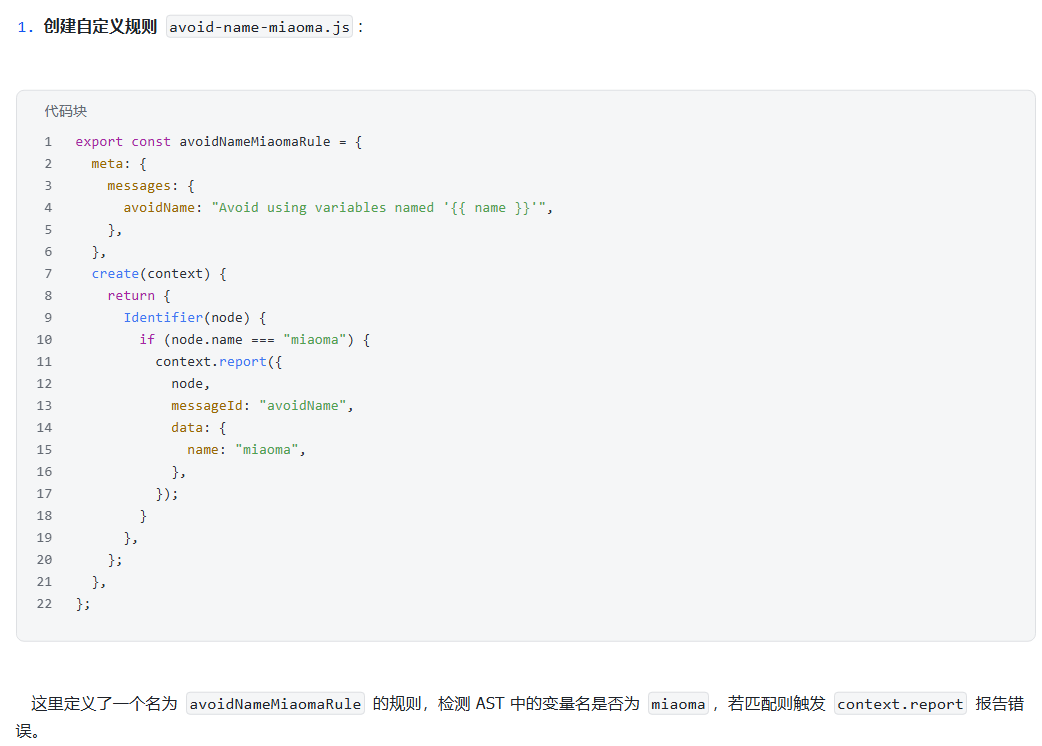 1. 创建自定义规则 avoid-name-miaoma.js：
代码块
1 export const avoidNameMiaomaRule = {
2   meta: {
3     messages: {
4       avoidName: "Avoid using variables named '{{ name }}'",
5     },
6   },
7   create(context) {
8     return {
9       Identifier(node) {
10         if (node.name === "miaoma") {
11           context.report({
12             node,
13             messageId: "avoidName",
14             data: {
15               name: "miaoma",
16             },
17           });
18         }
19       },
20     };
21   },
22 };
这里定义了一个名为 avoidNameMiaomaRule 的规则，检测 AST 中的变量名是否为 miaoma，若匹配则触发 context.report 报告错
误。